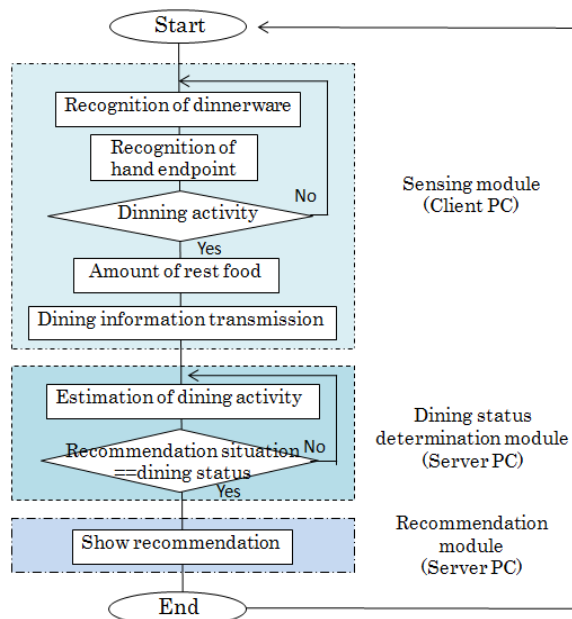 Start
Recognition of dinnerware
Recognition of
hand endpoint
No
Dinning activity
Yes
Amount of rest food
Dining information transmission
Sensing module
(Client PC)
Estimation of dining activity
Recommendation situation
No
==dining status
Yes
Dining status
determination module
(Server PC)
Show recommendation
Recommendation
module
(Server PC)
End